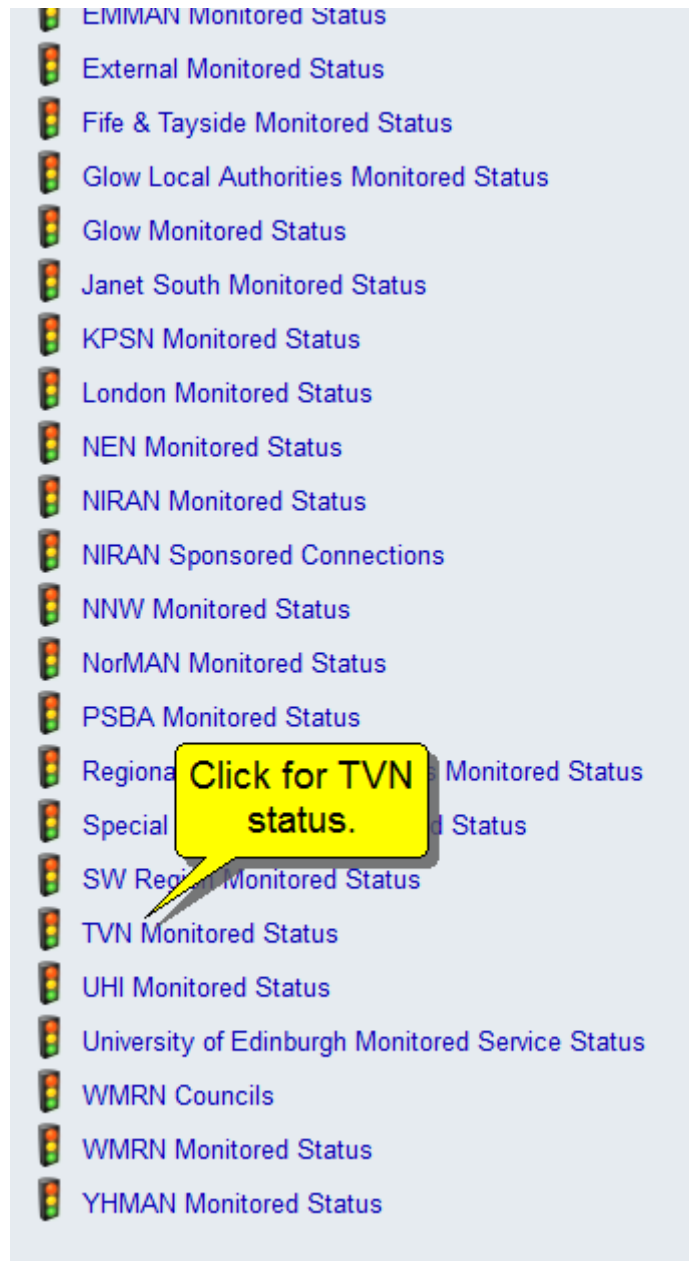 EMMAN Monitored Status
External Monitored Status
Fife & Tayside Monitored Status
Glow Local Authorities Monitored Status
Glow Monitored Status
Janet South Monitored Status
KPSN Monitored Status
London Monitored Status
NEN Monitored Status
NIRAN Monitored Status
NIRAN Sponsored Connections
NNW Monitored Status
NorMAN Monitored Status
PSBA Monitored Status
Click for TVN
status.
Monitored Status
Special Status
SW Region Monitored Status
TVN Monitored Status
UHI Monitored Status
University of Edinburgh Monitored Service Status
WMRN Councils
WMRN Monitored Status
YHMAN Monitored Status